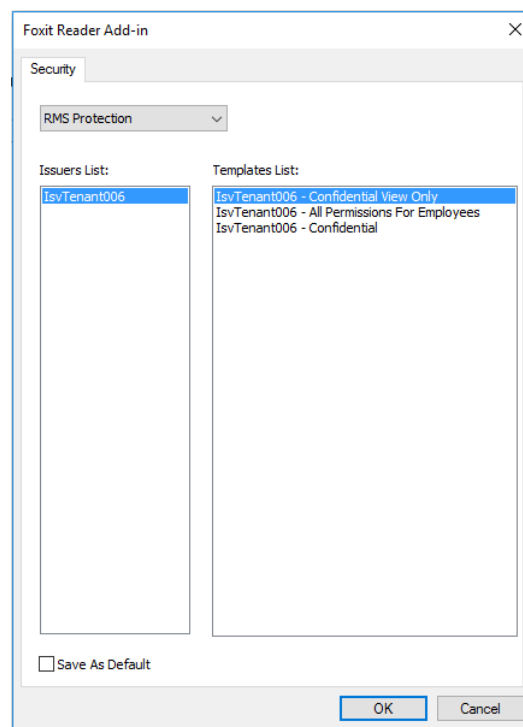 Foxit Reader Add-in
Security
RMS Protection
Issuers List:
Templates List:
IsvTenant006
IsvTenant006 - Confidential View Only
IsvTenant006 - All Permissions For Employees
IsvTenant006 - Confidential
Save As Default
OK
Cancel